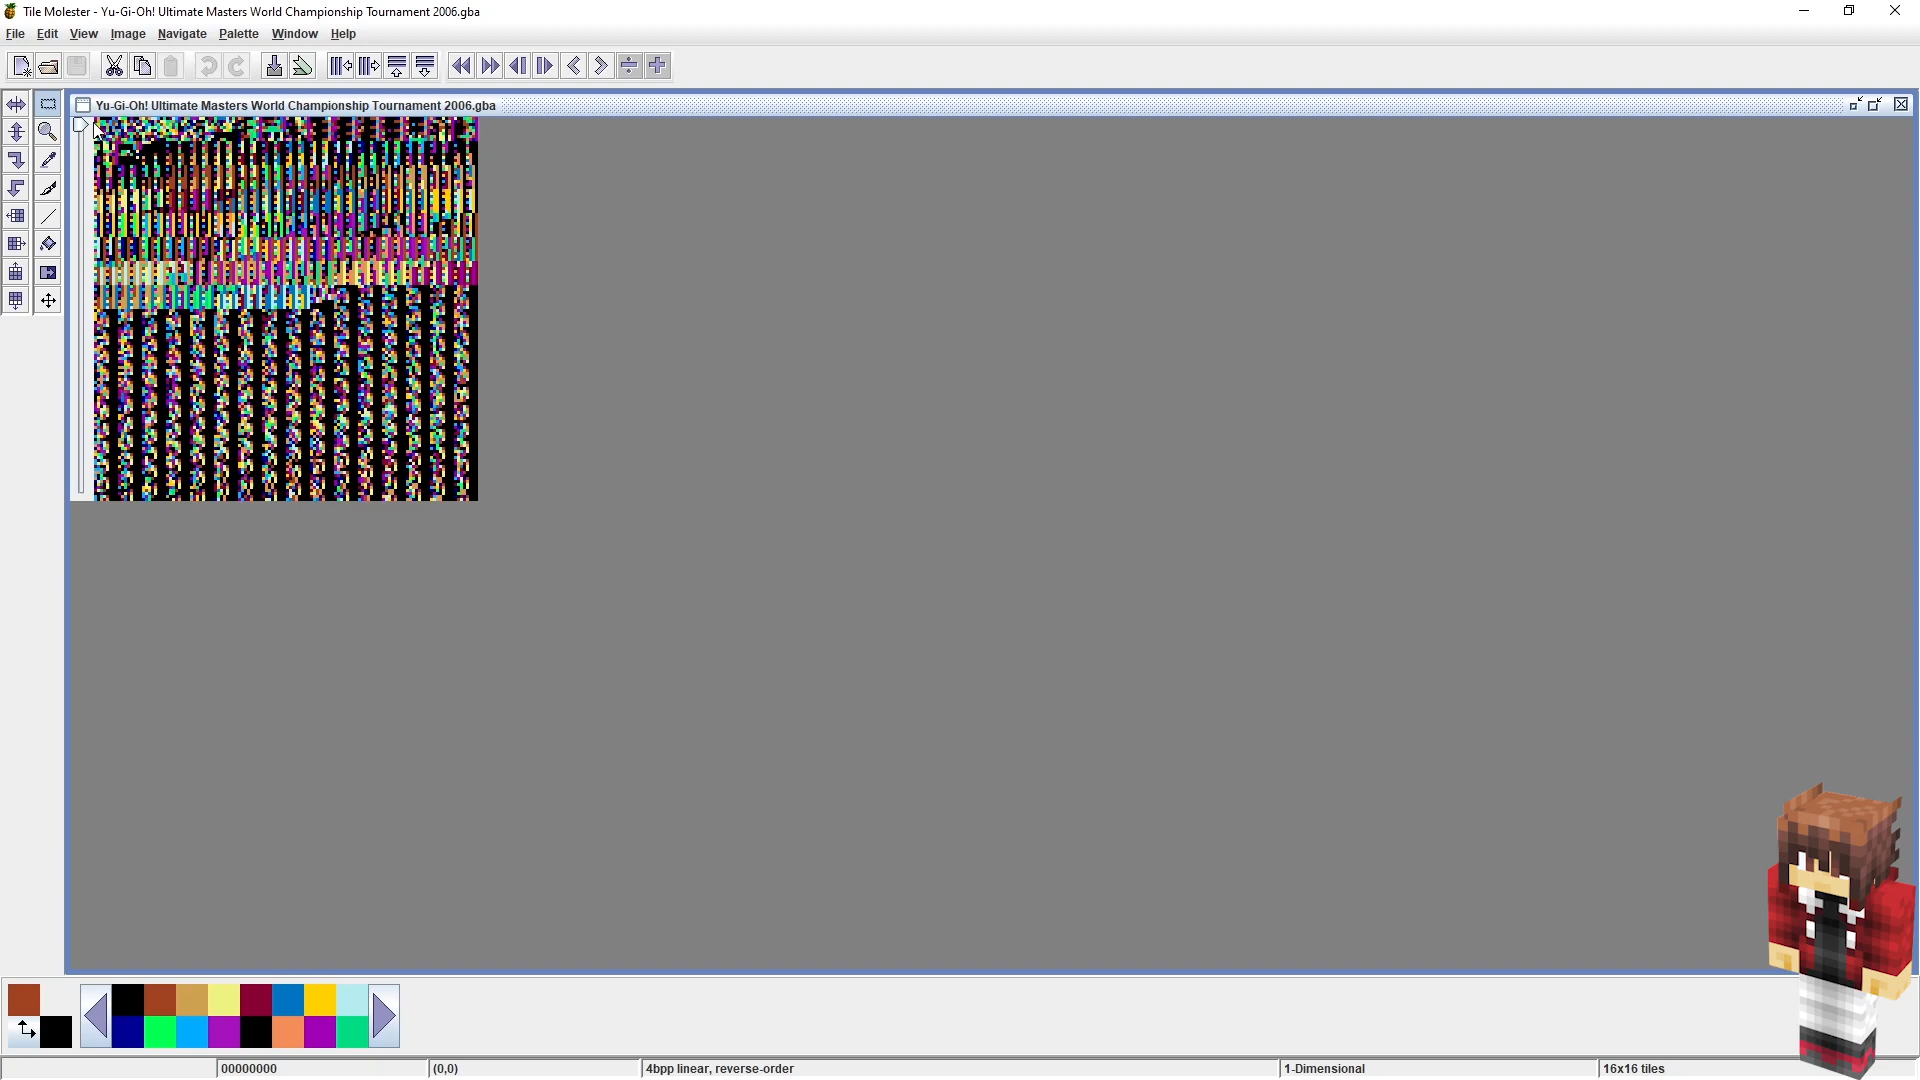 Tile Molester - Yu-Gi-Oh! Ultimate Masters World Championship Tournament 2006.gba
File Edit View Image Navigate Palette Window Help
Yu-Gi-Oh! Ultimate Masters World Championship Tournament 2006.gba
00000000 (0,0) 4bpp linear, reverse-order 1-Dimensional 16x16 tiles